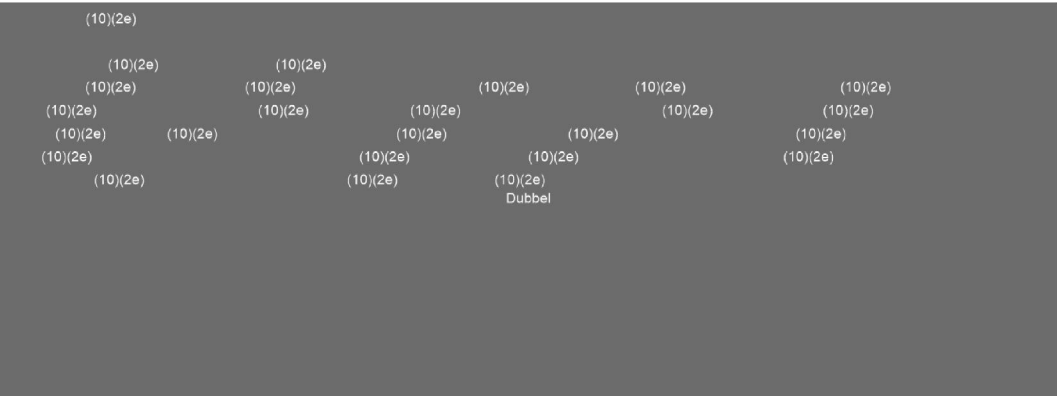 (10)(2e)
(10)(2e) (10)(2e)
(10)(2e) (10)(2e) (10)(2e) (10)(2e) (10)(2e)
(10)(2e) (10)(2e) (10)(2e) (10)(2e) (10)(2e)
(10)(2e) (10)(2e) (10)(2e) (10)(2e) (10)(2e)
(10)(2e) (10)(2e) (10)(2e) (10)(2e)
(10)(2e) (10)(2e) (10)(2e)
Dubbel